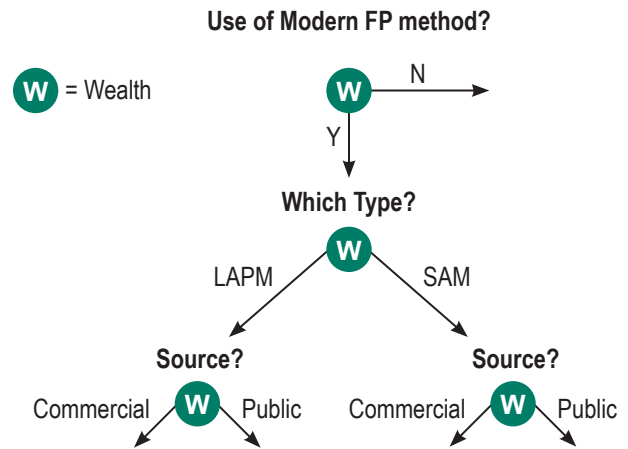 Use of Modern FP method?
W = Wealth
W
N
Y
Which Type?
W
LAPM
SAM
Source?
Source?
Commercial W Public
Commercial W Public